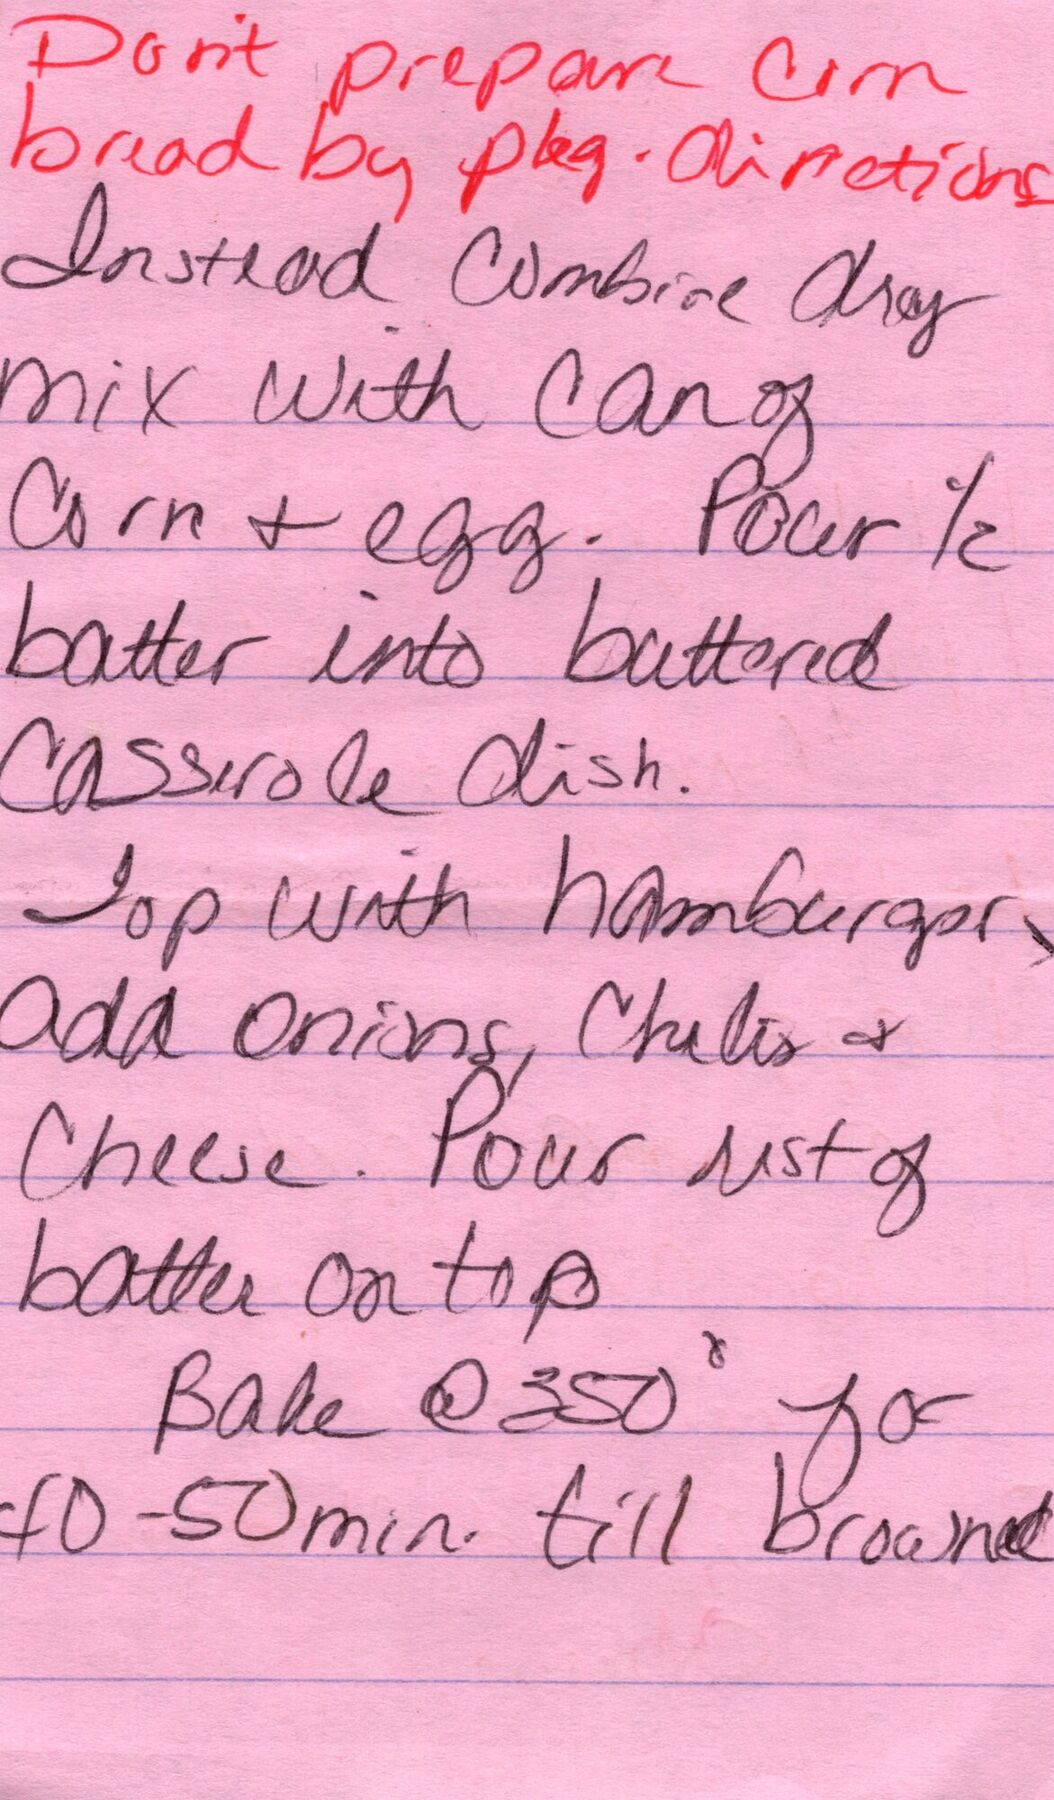 Don't prepare corn
bread by pkg. directions
Instead Combine dry
mix with can of
Corn + egg. Pour 1/2
batter into buttered
Casserole dish.
Top with hamburger,
add onions, Chilis +
Cheese. Pour rest of
batter on top
Bake @ 350° for
40-50 min. till browned